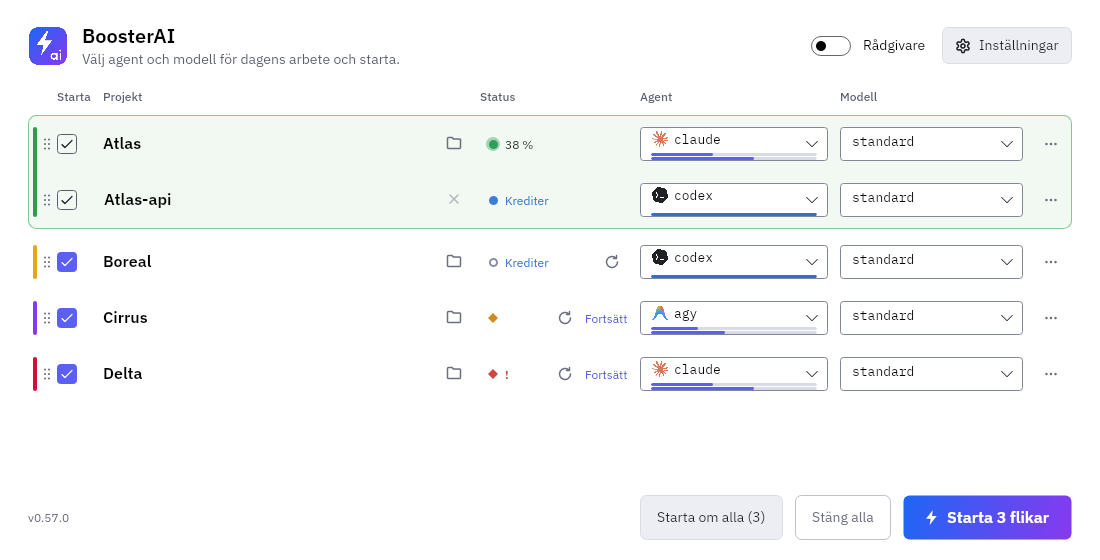 ai
BoosterAI
Välj agent och modell för dagens arbete och starta.
Rådgivare
Inställningar
Starta Projekt Status Agent Modell
Atlas 38 % claude standard
Atlas-api Krediter codex standard
Boreal Krediter codex standard
Cirrus Fortsätt agy standard
Delta ! Fortsätt claude standard
v0.57.0 Starta om alla (3) Stäng alla Starta 3 flikar